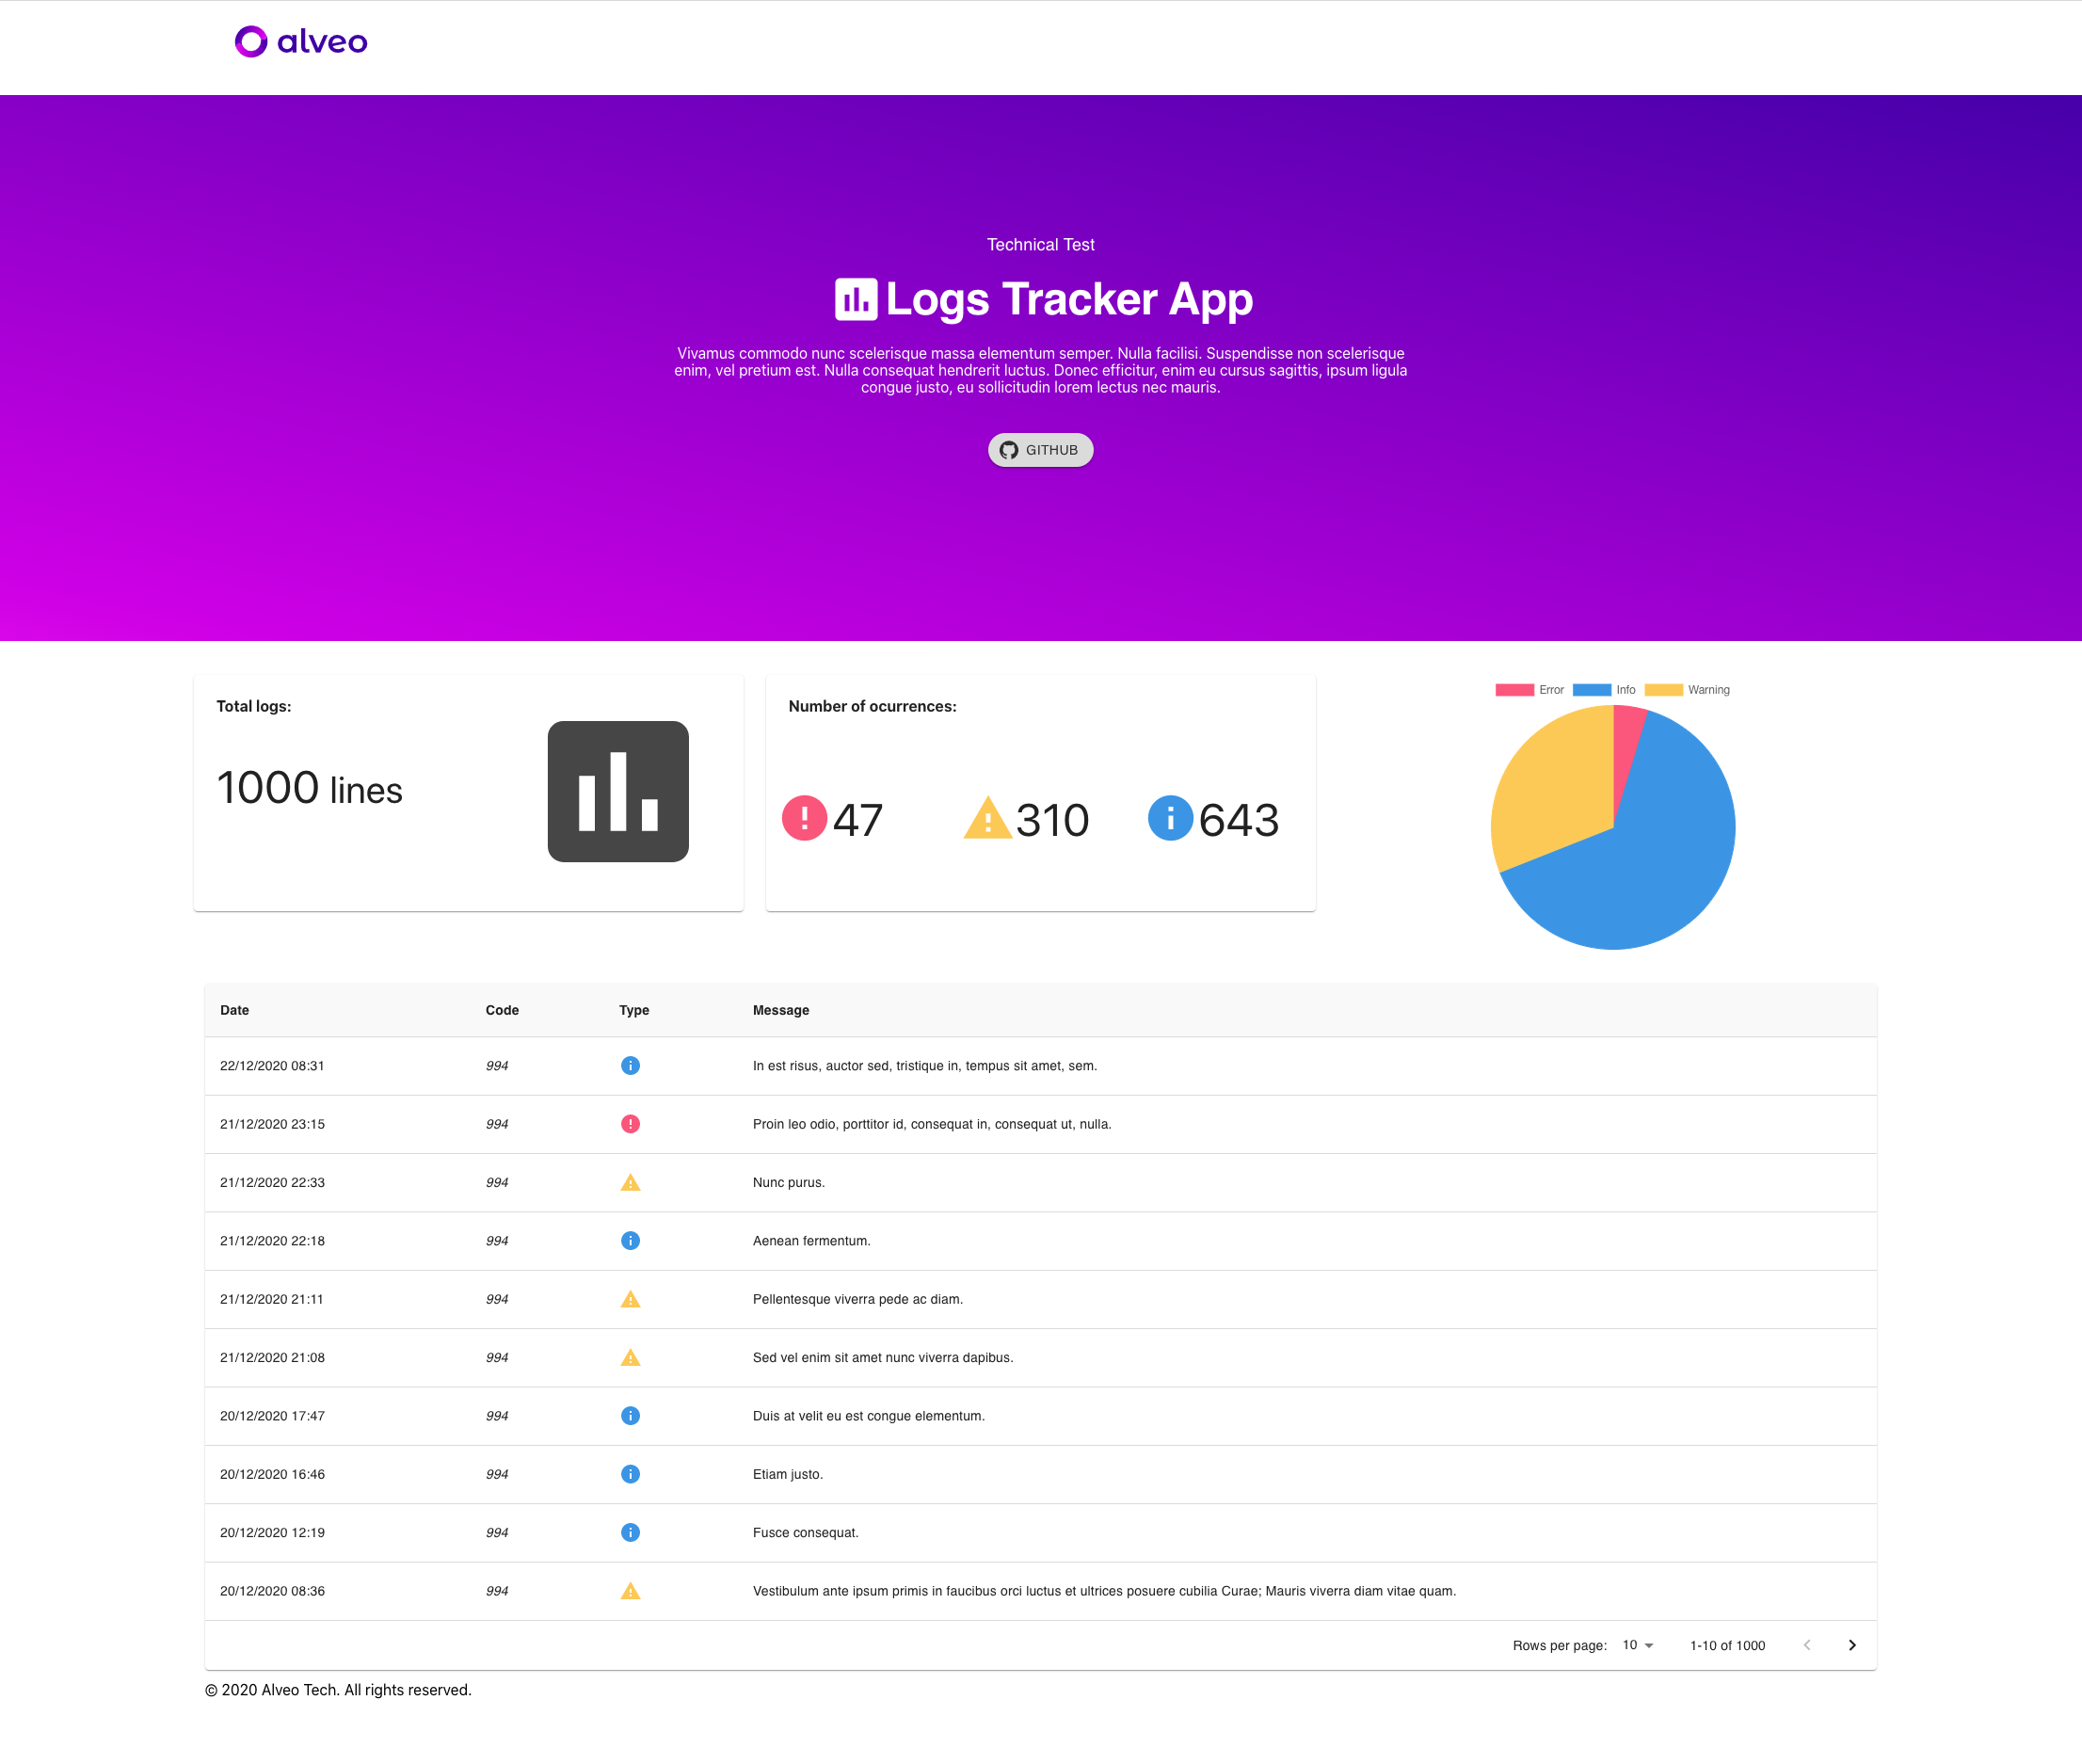 alveo
Technical Test
Logs Tracker App
Vivamus commodo nunc scelerisque massa elementum semper. Nulla facilisi. Suspendisse non scelerisque
enim, vel pretium est. Nulla consequat hendrerit luctus. Donec efficitur, enim eu cursus sagittis, ipsum ligula
congue justo, eu sollicitudin lorem lectus nec mauris.
GITHUB
Total logs:
1000 lines
Number of ocurrences:
47 310 643
Error Info Warning
Date Code Type Message
22/12/2020 08:31 994 In est risus, auctor sed, tristique in, tempus sit amet, sem.
21/12/2020 23:15 994 Proin leo odio, porttitor id, consequat in, consequat ut, nulla.
21/12/2020 22:33 994 Nunc purus.
21/12/2020 22:18 994 Aenean fermentum.
21/12/2020 21:11 994 Pellentesque viverra pede ac diam.
21/12/2020 21:08 994 Sed vel enim sit amet nunc viverra dapibus.
20/12/2020 17:47 994 Duis at velit eu est congue elementum.
20/12/2020 16:46 994 Etiam justo.
20/12/2020 12:19 994 Fusce consequat.
20/12/2020 08:36 994 Vestibulum ante ipsum primis in faucibus orci luctus et ultrices posuere cubilia Curae; Mauris viverra diam vitae quam.
Rows per page: 10 1-10 of 1000
© 2020 Alveo Tech. All rights reserved.